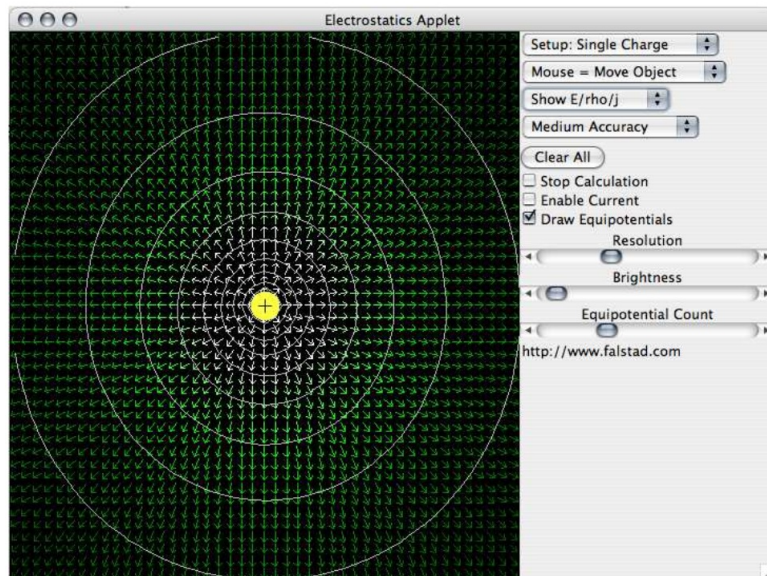 Electrostatics Applet
Setup: Single Charge
Mouse = Move Object
Show E/rho/j
Medium Accuracy
Clear All
Stop Calculation
Enable Current
Draw Equipotentials
Resolution
Brightness
Equipotential Count
http://www.falstad.com
+